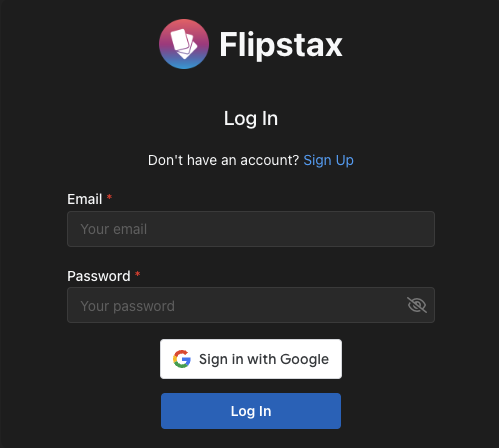 Flipstax
Log In
Don't have an account? Sign Up
Email *
Your email
Password *
Your password
Sign in with Google
Log In